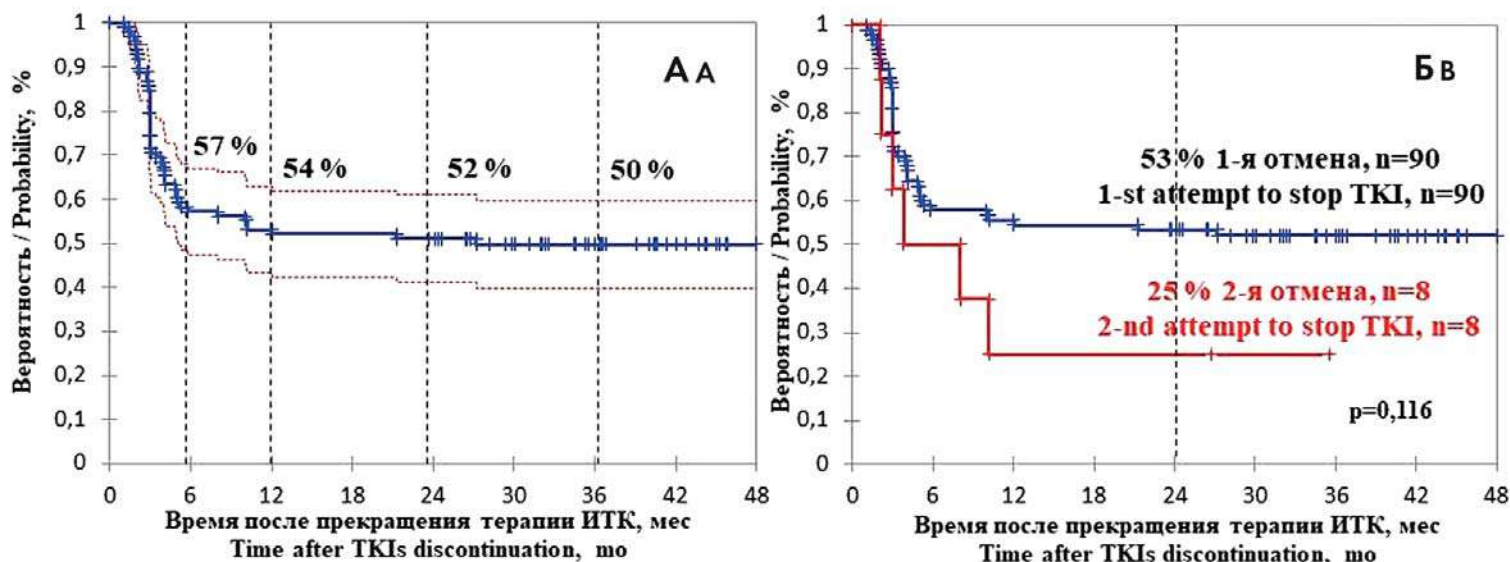 Вероятность / Probability, %
1
0,9
0,8
0,7
0,6
0,5
0,4
0,3
0,2
0,1
0
А A
57 %
54 %
52 %
50 %
0 6 12 18 24 30 36 42 48
Время после прекращения терапии ИТК, мес
Time after TKIs discontinuation, mo
Вероятность / Probability, %
1
0,9
0,8
0,7
0,6
0,5
0,4
0,3
0,2
0,1
0
Б B
53 % 1-я отмена, n=90
1-st attempt to stop TKI, n=90
25 % 2-я отмена, n=8
2-nd attempt to stop TKI, n=8
p=0,116
0 6 12 18 24 30 36 42 48
Время после прекращения терапии ИТК, мес
Time after TKIs discontinuation, mo